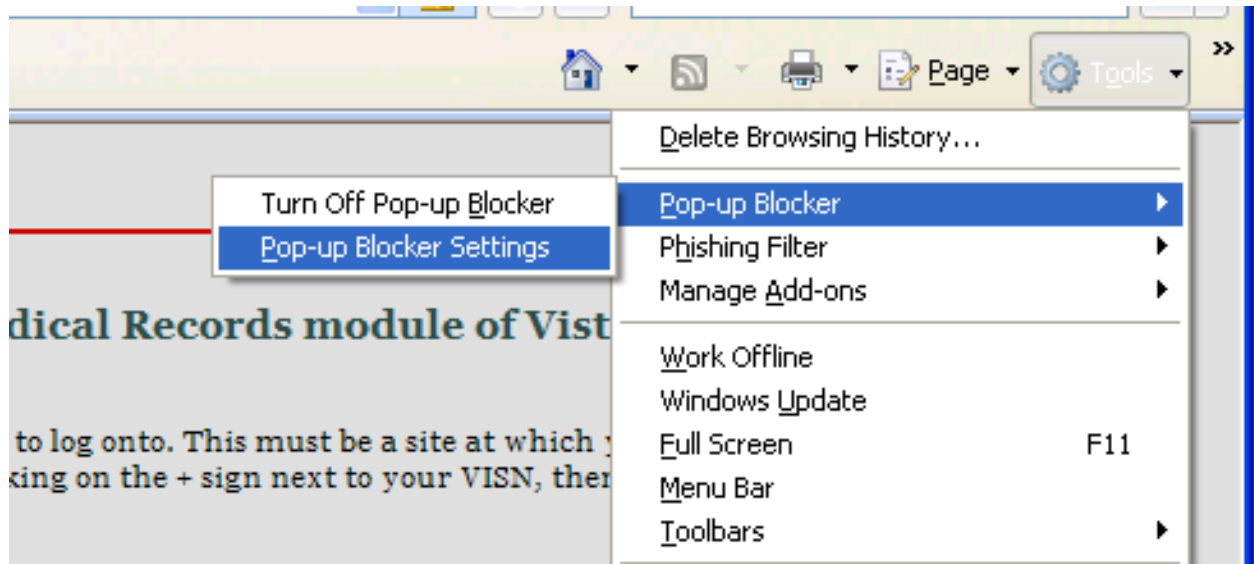 Page Tools »
Delete Browsing History...
Turn Off Pop-up Blocker Pop-up Blocker
Pop-up Blocker Settings Phishing Filter
Manage Add-ons
dical Records module of Vist
Work Offline
Windows Update
to log onto. This must be a site at which
Full Screen F11
king on the + sign next to your VISN, then
Menu Bar
Toolbars